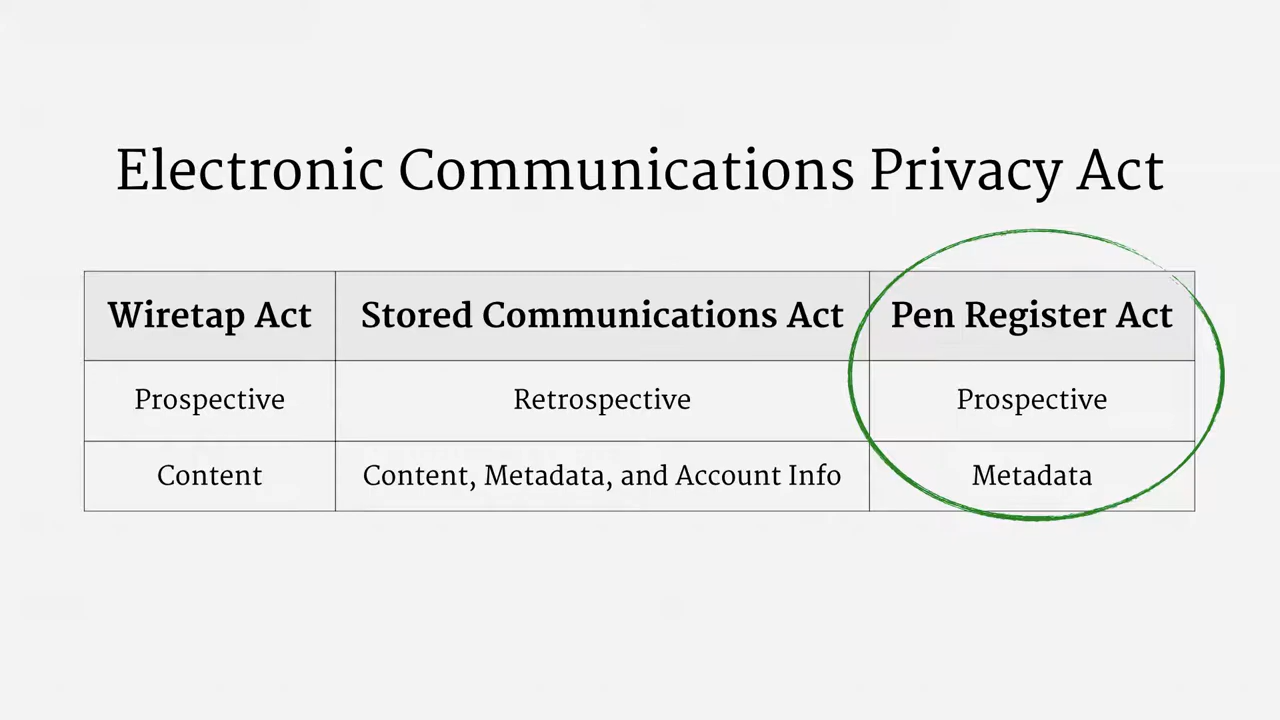 Electronic Communications Privacy Act
Wiretap Act Stored Communications Act Pen Register Act
Prospective Retrospective Prospective
Content Content, Metadata, and Account Info Metadata